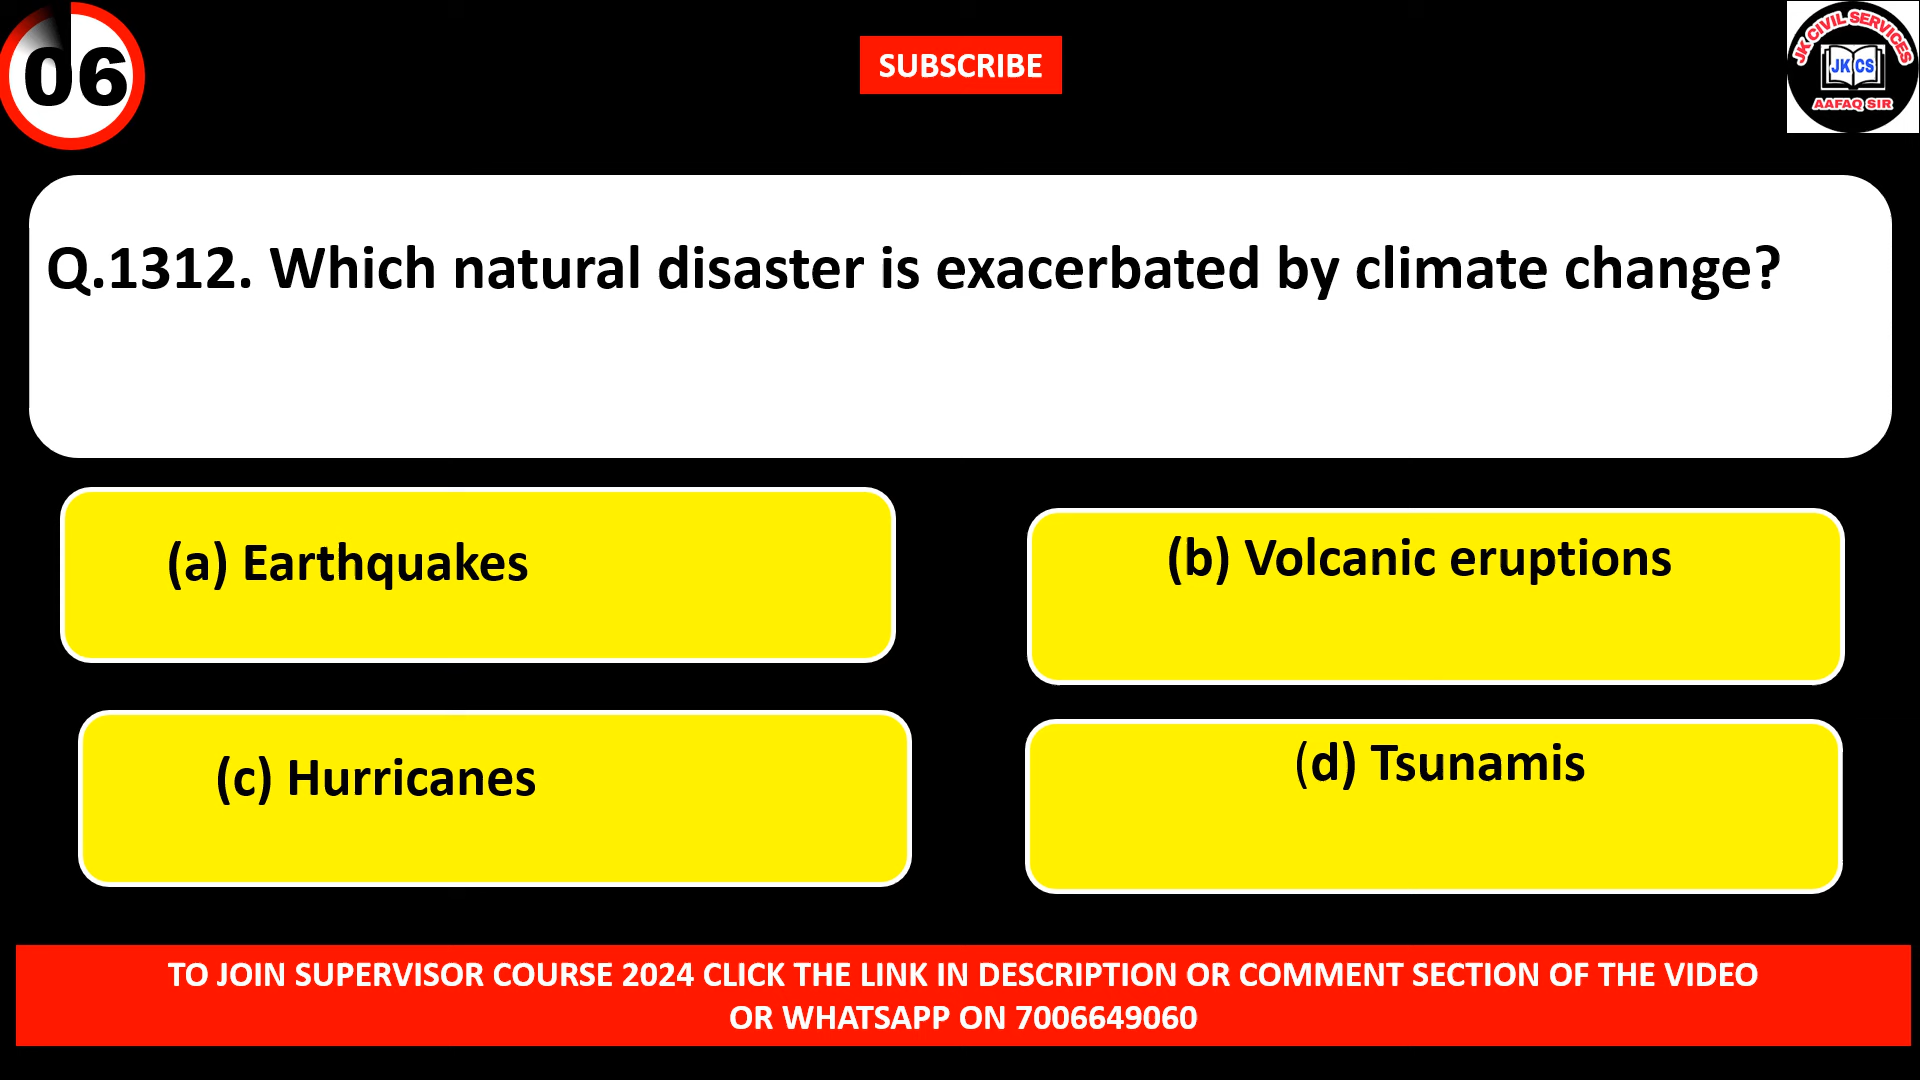 06
SUBSCRIBE
JK CIVIL SERVICES
JK CS
AAFAQ SIR
Q.1312. Which natural disaster is exacerbated by climate change?
(a) Earthquakes
(b) Volcanic eruptions
(c) Hurricanes
(d) Tsunamis
TO JOIN SUPERVISOR COURSE 2024 CLICK THE LINK IN DESCRIPTION OR COMMENT SECTION OF THE VIDEO
OR WHATSAPP ON 7006649060